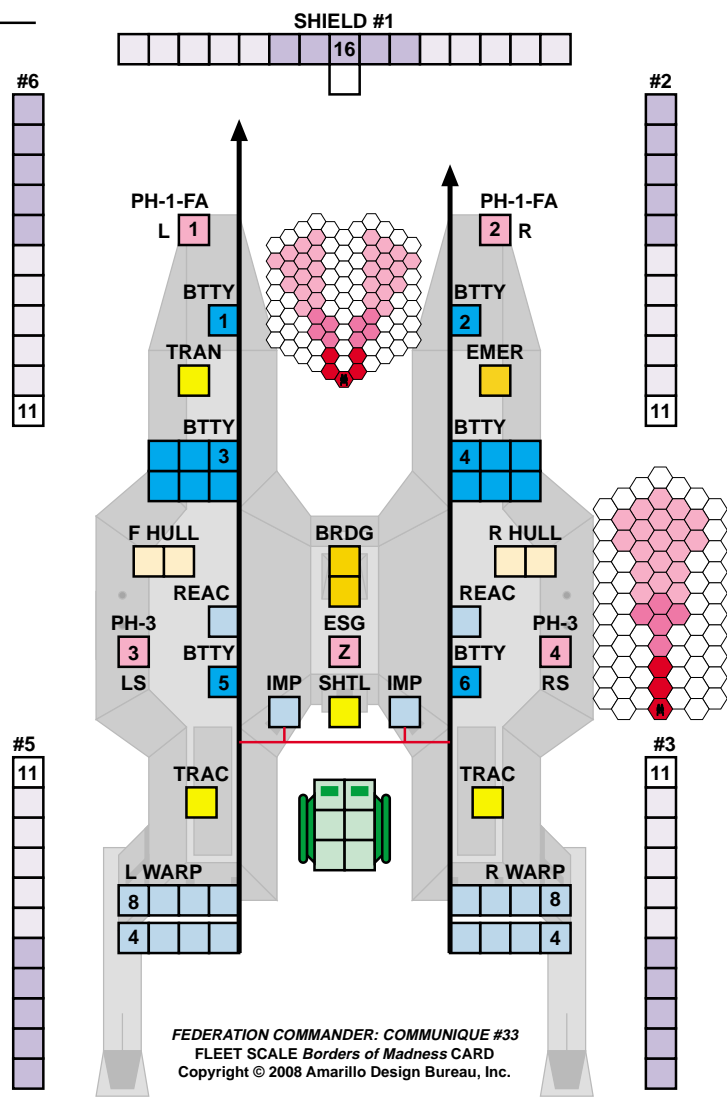 SHIELD #1
16
#6
#2
PH-1-FA
PH-1-FA
L 1
2 R
BTTY
BTTY
1
2
TRAN
EMER
11
11
BTTY
BTTY
3
4
F HULL
BRDG
R HULL
REAC
REAC
PH-3
ESG
PH-3
3
Z
4
LS
BTTY
BTTY
RS
5
IMP
SHTL
IMP
6
#5
#3
11
11
TRAC
TRAC
L WARP
R WARP
8
8
4
4
FEDERATION COMMANDER: COMMUNIQUE #33
FLEET SCALE Borders of Madness CARD
Copyright © 2008 Amarillo Design Bureau, Inc.